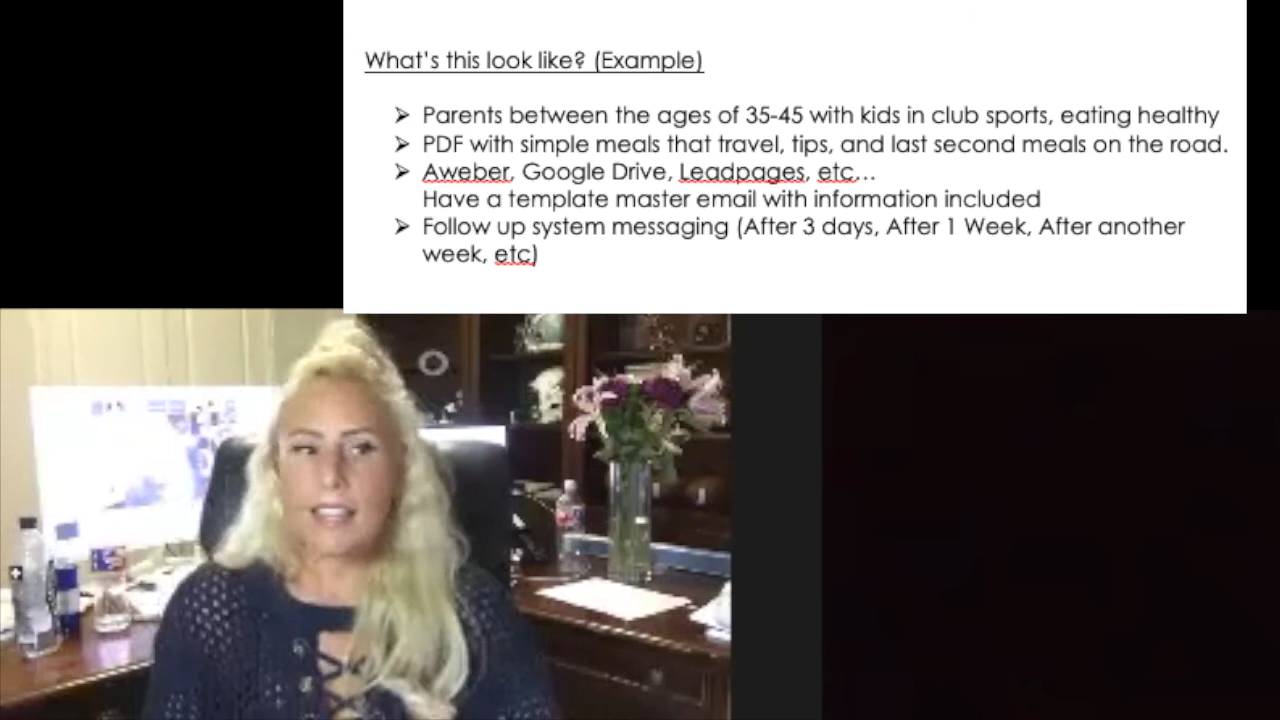 What's this look like? (Example)
➢ Parents between the ages of 35-45 with kids in club sports, eating healthy
➢ PDF with simple meals that travel, tips, and last second meals on the road.
➢ Aweber, Google Drive, Leadpages, etc…
Have a template master email with information included
➢ Follow up system messaging (After 3 days, After 1 Week, After another
week, etc)